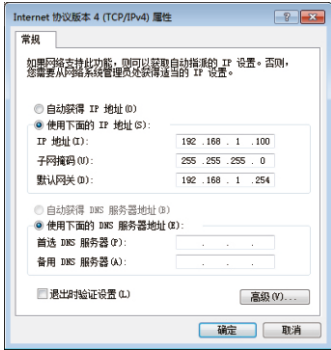 Internet 协议版本 4 (TCP/IPv4) 属性
常规
如果网络支持此功能，则可以获取自动指派的 IP 设置。否则，
您需要从网络系统管理员处获得适当的 IP 设置。
自动获得 IP 地址(O)
使用下面的 IP 地址(S):
IP 地址(I): 192 .168 . 1 .100
子网掩码(U): 255 .255 .255 . 0
默认网关(D): 192 .168 . 1 .254
自动获得 DNS 服务器地址(B)
使用下面的 DNS 服务器地址(E):
首选 DNS 服务器(P): . . .
备用 DNS 服务器(A): . . .
退出时验证设置(L)
高级(V)...
确定 取消